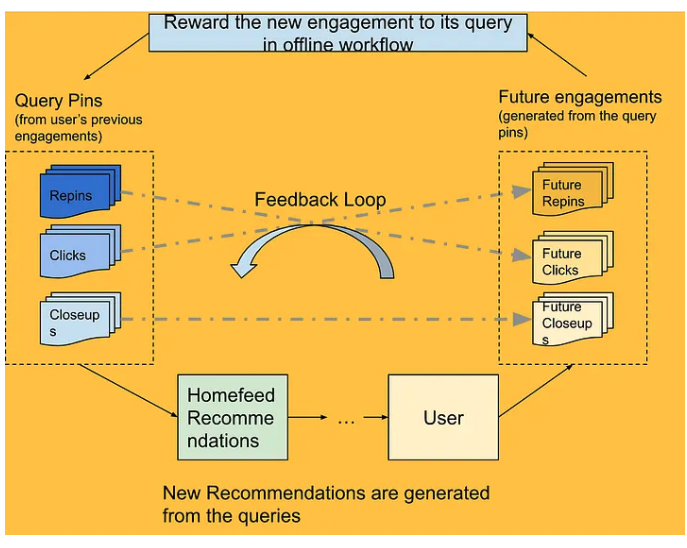 Reward the new engagement to its query
in offline workflow
Query Pins
(from user's previous
engagements)
Future engagements
(generated from the query
pins)
Repins
Clicks
Closeup
s
Feedback Loop
Future
Repins
Future
Clicks
Future
Closeup
s
Homefeed
Recomme
ndations
...
User
New Recommendations are generated
from the queries